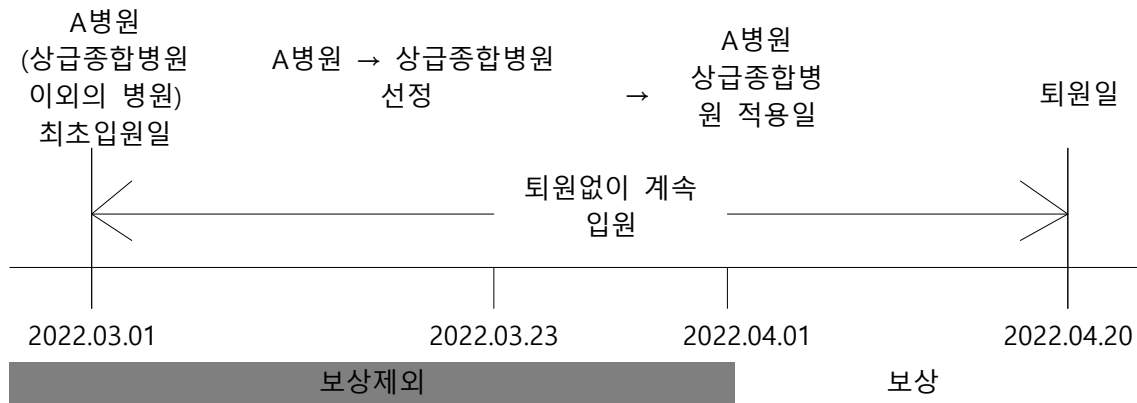 A병원
(상급종합병원
이외의 병원)
최초입원일
A병원 → 상급종합병원
선정
→
A병원
상급종합병
원 적용일
퇴원일
퇴원없이 계속
입원
2022.03.01
2022.03.23
2022.04.01
2022.04.20
보상제외
보상